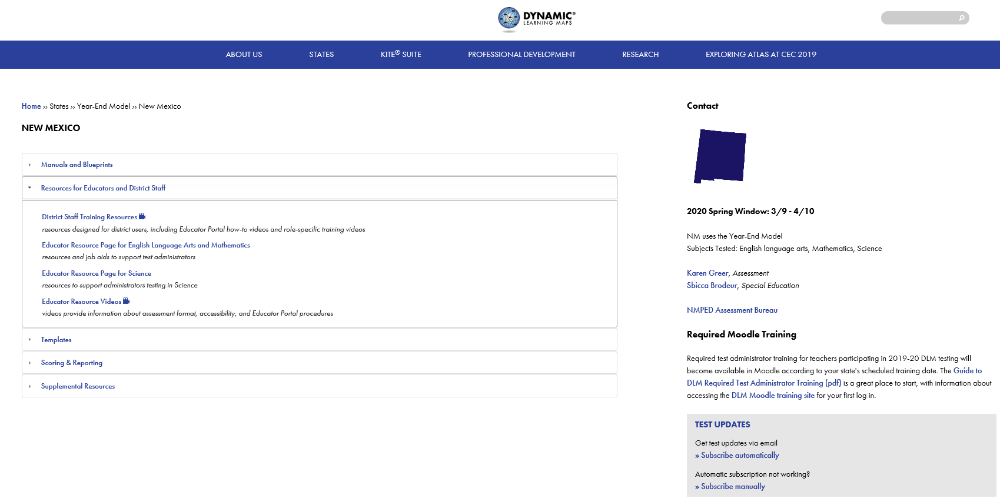 DYNAMIC®
LEARNING MAPS
ABOUT US
STATES
KITE® SUITE
PROFESSIONAL DEVELOPMENT
RESEARCH
EXPLORING ATLAS AT CEC 2019
Home ›› States ›› Year-End Model ›› New Mexico
NEW MEXICO
Manuals and Blueprints
Resources for Educators and District Staff
District Staff Training Resources
resources designed for district users, including Educator Portal how-to videos and role-specific training videos
Educator Resource Page for English Language Arts and Mathematics
resources and job aids to support test administrators
Educator Resource Page for Science
resources to support administrators testing in Science
Educator Resource Videos
videos provide information about assessment format, accessibility, and Educator Portal procedures
Templates
Scoring & Reporting
Supplemental Resources
Contact
2020 Spring Window: 3/9 - 4/10
NM uses the Year-End Model
Subjects Tested: English language arts, Mathematics, Science
Karen Greer, Assessment
Sbicca Brodeur, Special Education
NMPED Assessment Bureau
Required Moodle Training
Required test administrator training for teachers participating in 2019-20 DLM testing will
become available in Moodle according to your state's scheduled training date. The Guide to
DLM Required Test Administrator Training (pdf) is a great place to start, with information about
accessing the DLM Moodle training site for your first log in.
TEST UPDATES
Get test updates via email
» Subscribe automatically
Automatic subscription not working?
» Subscribe manually